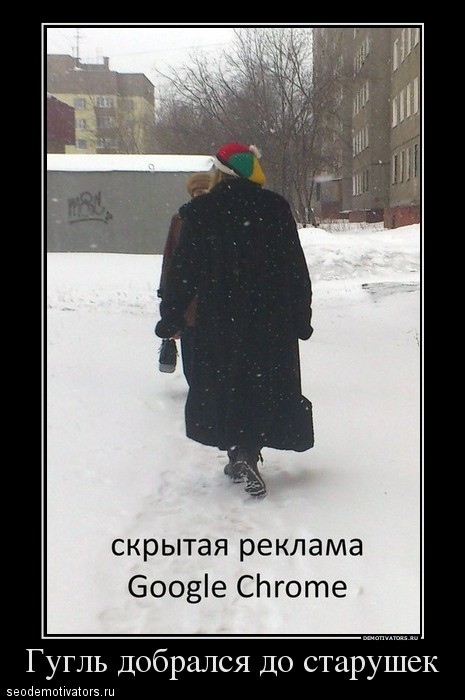 скрытая реклама
Google Chrome
DEMOTIVATORS.RU
Гугль добрался до старушек
seodemotivators.ru